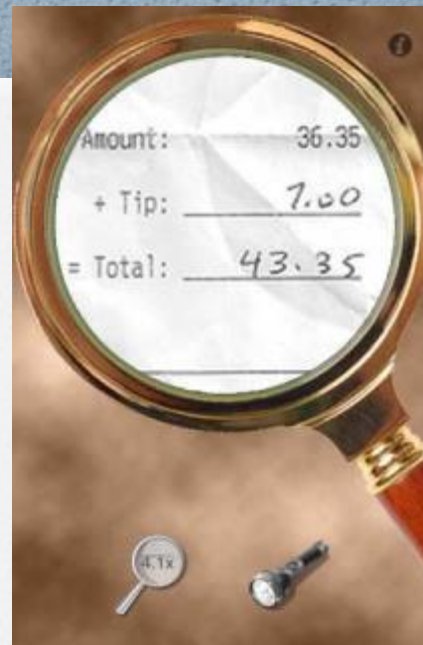 i
Amount: 36.35
+ Tip: 7.00
= Total: 43.35
4.1x